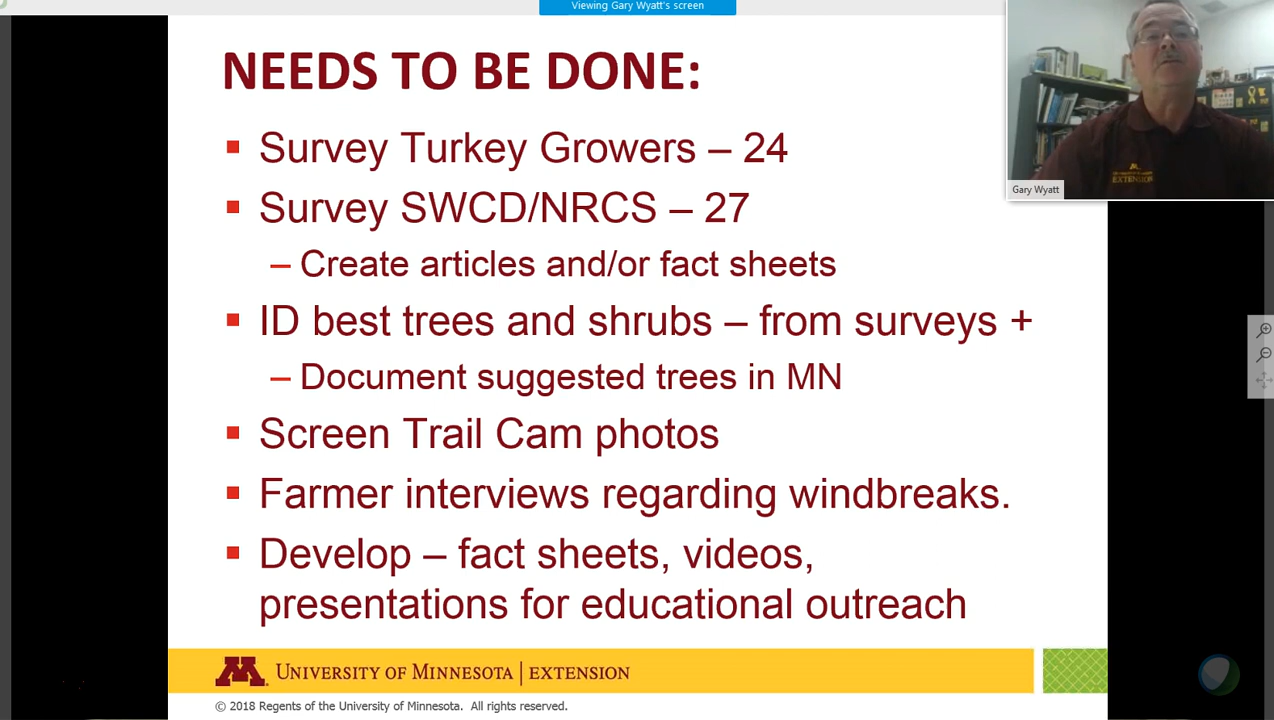 Viewing Gary Wyatt's screen
NEEDS TO BE DONE:
Survey Turkey Growers – 24
Survey SWCD/NRCS – 27
– Create articles and/or fact sheets
ID best trees and shrubs – from surveys +
– Document suggested trees in MN
Screen Trail Cam photos
Farmer interviews regarding windbreaks.
Develop – fact sheets, videos,
presentations for educational outreach
Gary Wyatt
M
EXTENSION
M UNIVERSITY OF MINNESOTA | EXTENSION
© 2018 Regents of the University of Minnesota. All rights reserved.